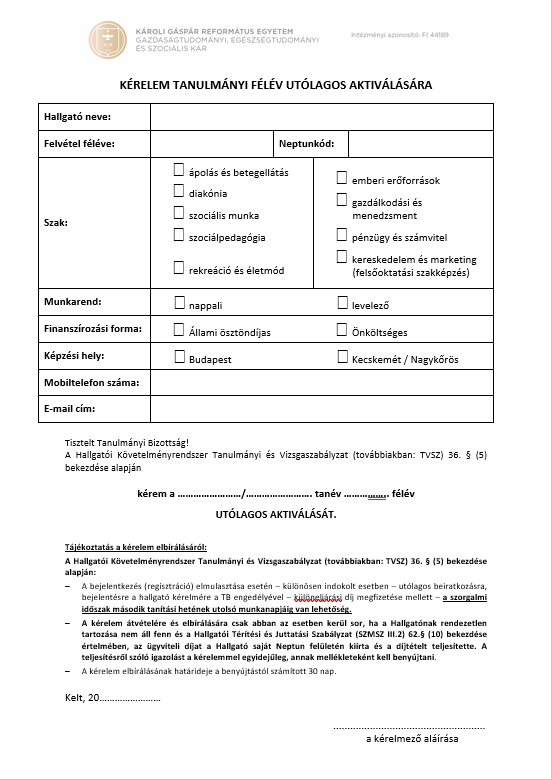 KÁROLI GÁSPÁR REFORMÁTUS EGYETEM
GAZDASÁGTUDOMÁNYI, EGÉSZSÉGTUDOMÁNYI
ÉS SZOCIÁLIS KAR
Intézményi azonosító: FI 44189
KÉRELEM TANULMÁNYI FÉLÉV UTÓLAGOS AKTIVÁLÁSÁRA
Hallgató neve:
Felvétel féléve:
Neptunkód:
Szak:
ápolás és betegellátás
diakónia
szociális munka
szociálpedagógia
rekreáció és életmód
emberi erőforrások
gazdálkodási és
menedzsment
pénzügy és számvitel
kereskedelem és marketing
(felsőoktatási szakképzés)
Munkarend:
nappali
levelező
Finanszírozási forma:
Állami ösztöndíjas
Önköltséges
Képzési hely:
Budapest
Kecskemét / Nagykőrös
Mobiltelefon száma:
E-mail cím:
Tisztelt Tanulmányi Bizottság!
A Hallgatói Követelményrendszer Tanulmányi és Vizsgaszabályzat (továbbiakban: TVSZ) 36. § (5)
bekezdése alapján
kérem a ……………………/……………………. tanév ……………. félév
UTÓLAGOS AKTIVÁLÁSÁT.
Tájékoztatás a kérelem elbírálásáról:
A Hallgatói Követelményrendszer Tanulmányi és Vizsgaszabályzat (továbbiakban: TVSZ) 36. § (5) bekezdése
alapján:
– A bejelentkezés (regisztráció) elmulasztása esetén – különösen indokolt esetben – utólagos beiratkozásra,
bejelentésre a hallgató kérelmére a TB engedélyével – különeljárási díj megfizetése mellett – a szorgalmi
időszak második tanítási hetének utolsó munkanapjáig van lehetőség.
– A kérelem átvételére és elbírálására csak abban az esetben kerül sor, ha a Hallgatónak rendezetlen
tartozása nem áll fenn és a Hallgatói Térítési és Juttatási Szabályzat (SZMSZ III.2) 62.§ (10) bekezdése
értelmében, az ügyviteli díjat a Hallgató saját Neptun felületén kiírta és a díjtételt teljesítette. A
teljesítésről szóló igazolást a kérelemmel egyidejűleg, annak mellékleteként kell benyújtani.
– A kérelem elbírálásának határideje a benyújtástól számított 30 nap.
Kelt, 20…………………
................................................
a kérelmező aláírása